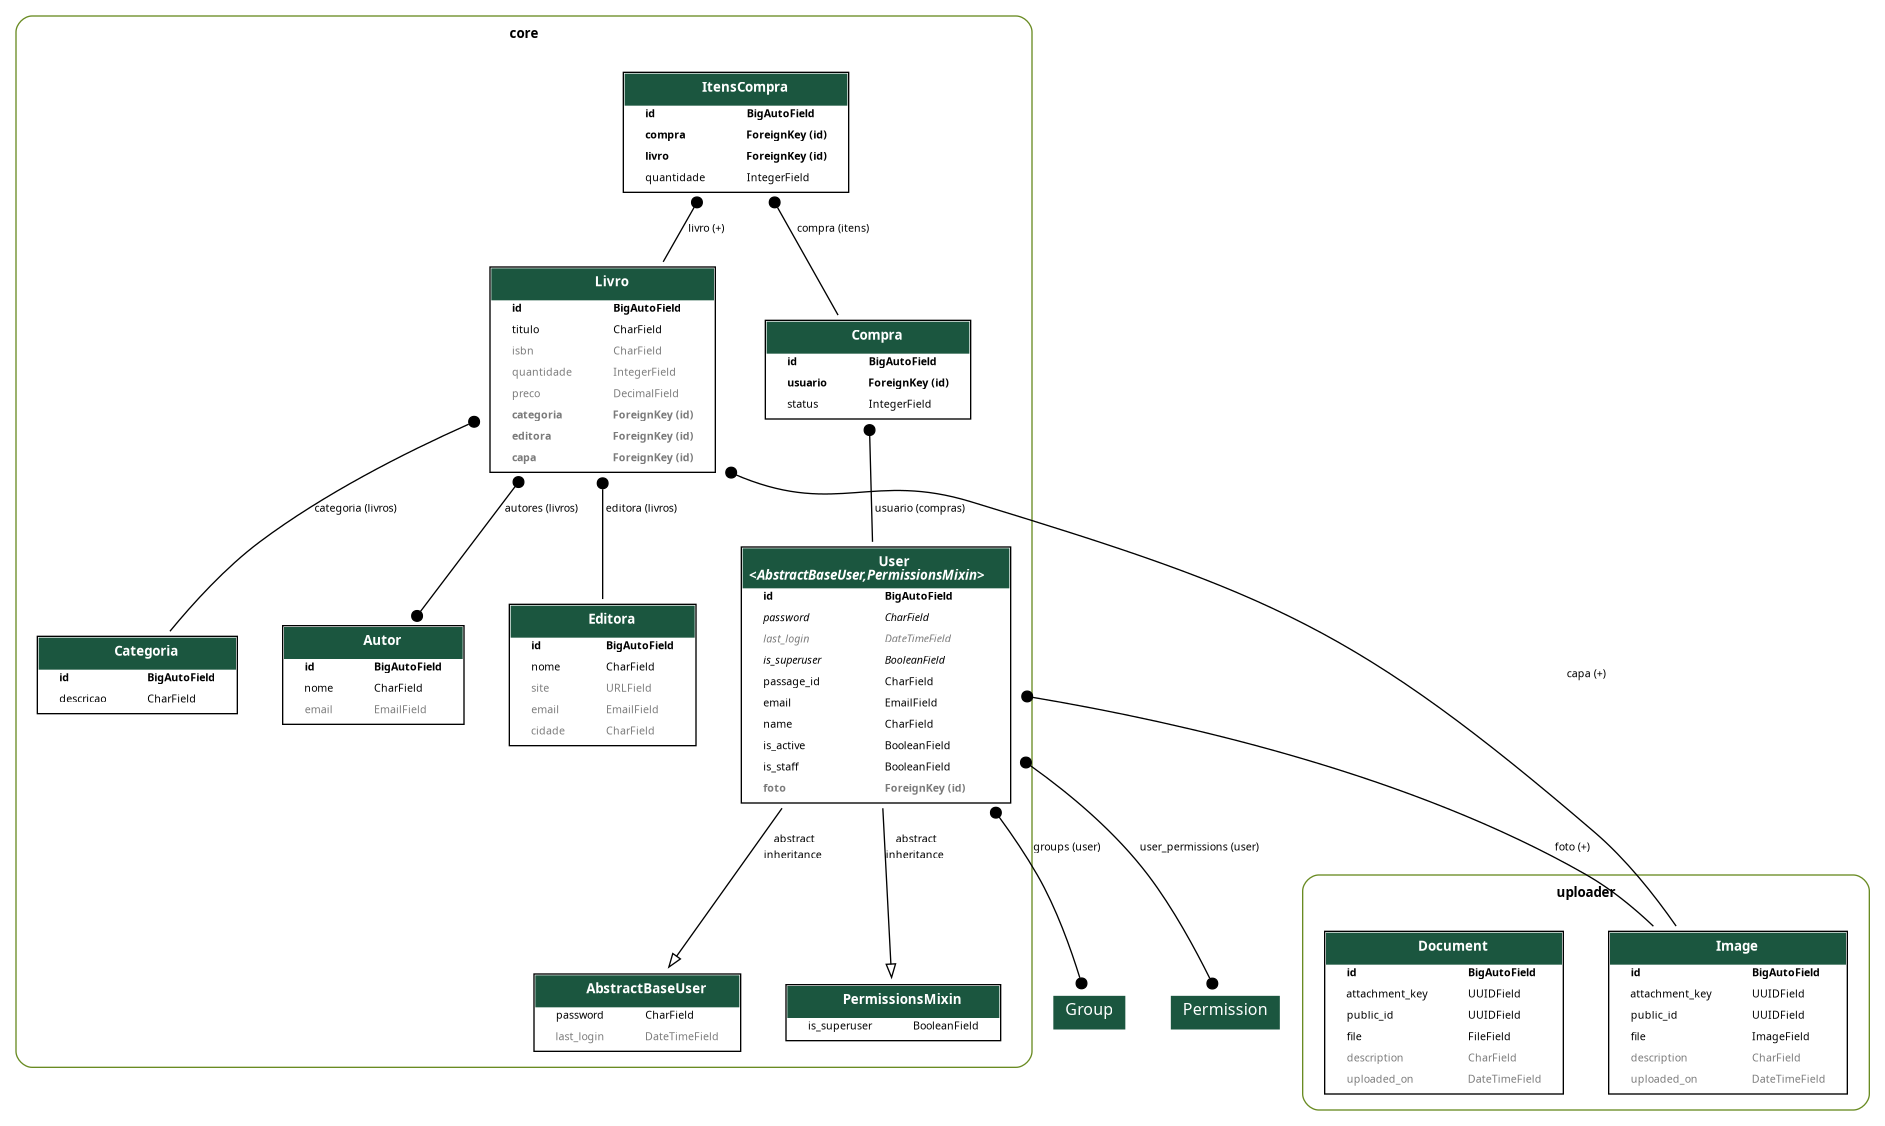 core
ItensCompra
id BigAutoField
compra ForeignKey (id)
livro ForeignKey (id)
quantidade IntegerField
livro (+)
compra (itens)
Livro
id BigAutoField
titulo CharField
isbn CharField
quantidade IntegerField
preco DecimalField
categoria ForeignKey (id)
editora ForeignKey (id)
capa ForeignKey (id)
Compra
id BigAutoField
usuario ForeignKey (id)
status IntegerField
categoria (livros)
autores (livros)
editora (livros)
usuario (compras)
Categoria
id BigAutoField
descricao CharField
Autor
id BigAutoField
nome CharField
email EmailField
Editora
id BigAutoField
nome CharField
site URLField
email EmailField
cidade CharField
User
<AbstractBaseUser,PermissionsMixin>
id BigAutoField
password CharField
last_login DateTimeField
is_superuser BooleanField
passage_id CharField
email EmailField
name CharField
is_active BooleanField
is_staff BooleanField
foto ForeignKey (id)
capa (+)
abstract
inheritance
abstract
inheritance
groups (user)
user_permissions (user)
foto (+)
AbstractBaseUser
password CharField
last_login DateTimeField
PermissionsMixin
is_superuser BooleanField
Group
Permission
uploader
Document
id BigAutoField
attachment_key UUIDField
public_id UUIDField
file FileField
description CharField
uploaded_on DateTimeField
Image
id BigAutoField
attachment_key UUIDField
public_id UUIDField
file ImageField
description CharField
uploaded_on DateTimeField